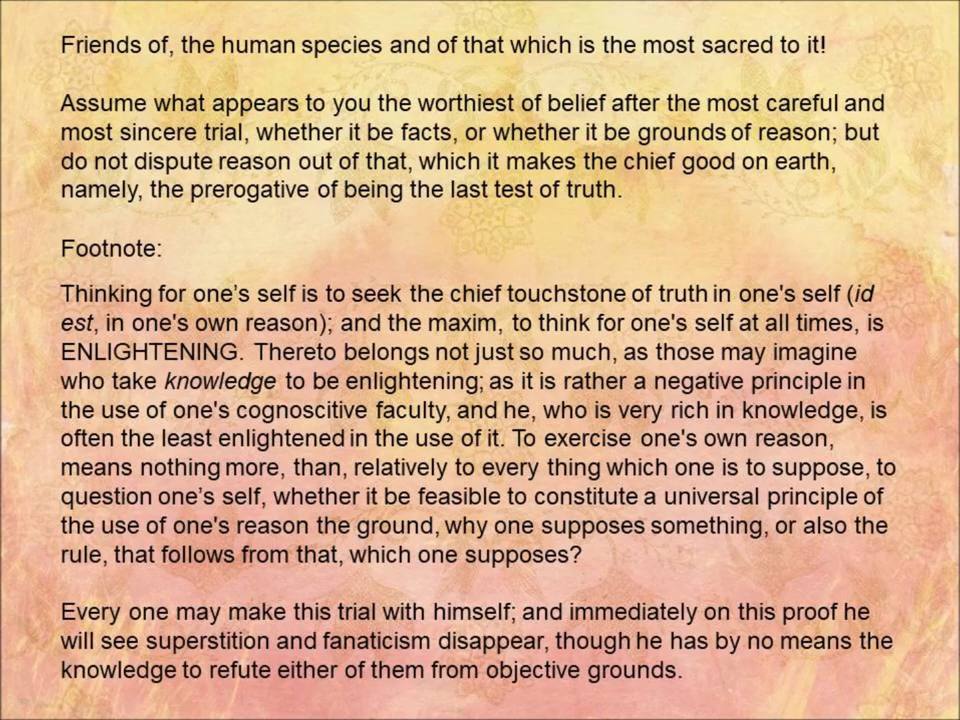 Friends of, the human species and of that which is the most sacred to it!
Assume what appears to you the worthiest of belief after the most careful and
most sincere trial, whether it be facts, or whether it be grounds of reason; but
do not dispute reason out of that, which it makes the chief good on earth,
namely, the prerogative of being the last test of truth.
Footnote:
Thinking for one’s self is to seek the chief touchstone of truth in one's self (id
est, in one's own reason); and the maxim, to think for one's self at all times, is
ENLIGHTENING. Thereto belongs not just so much, as those may imagine
who take knowledge to be enlightening; as it is rather a negative principle in
the use of one's cognoscitive faculty, and he, who is very rich in knowledge, is
often the least enlightened in the use of it. To exercise one's own reason,
means nothing more, than, relatively to every thing which one is to suppose, to
question one’s self, whether it be feasible to constitute a universal principle of
the use of one's reason the ground, why one supposes something, or also the
rule, that follows from that, which one supposes?
Every one may make this trial with himself; and immediately on this proof he
will see superstition and fanaticism disappear, though he has by no means the
knowledge to refute either of them from objective grounds.